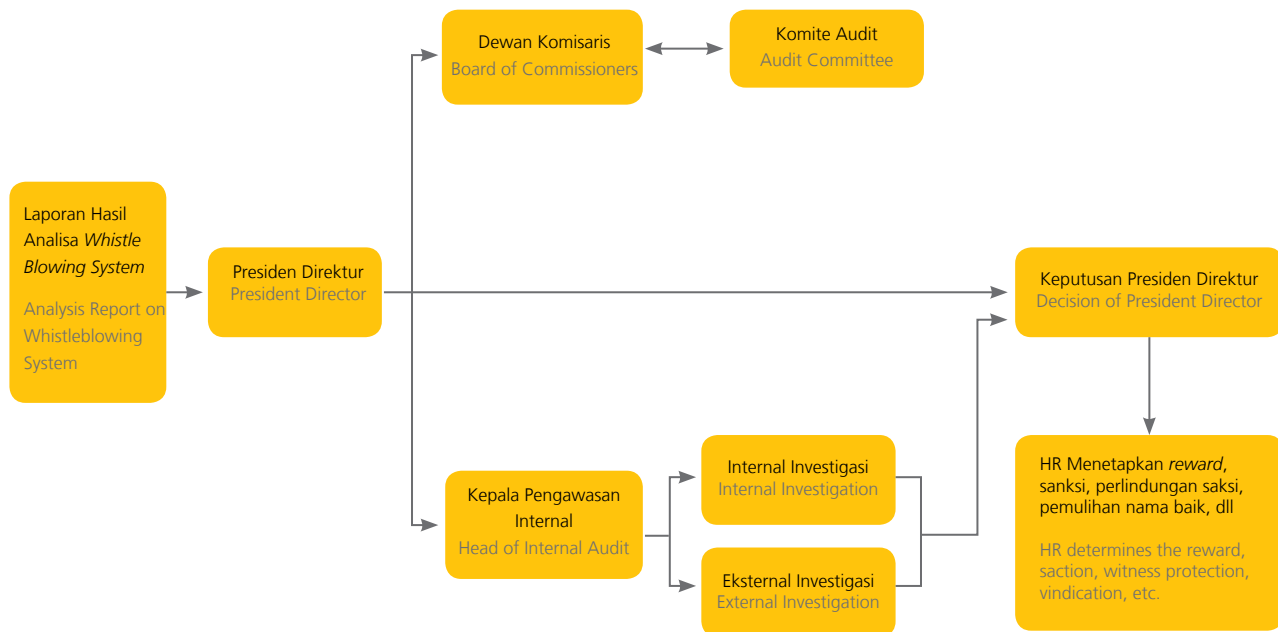 Dewan Komisaris
Board of Commissioners
Komite Audit
Audit Committee
Laporan Hasil
Analisa Whistle
Blowing System
Analysis Report on
Whistleblowing
System
Presiden Direktur
President Director
Keputusan Presiden Direktur
Decision of President Director
Kepala Pengawasan
Internal
Head of Internal Audit
Internal Investigasi
Internal Investigation
Eksternal Investigasi
External Investigation
HR Menetapkan reward,
sanksi, perlindungan saksi,
pemulihan nama baik, dll
HR determines the reward,
saction, witness protection,
vindication, etc.